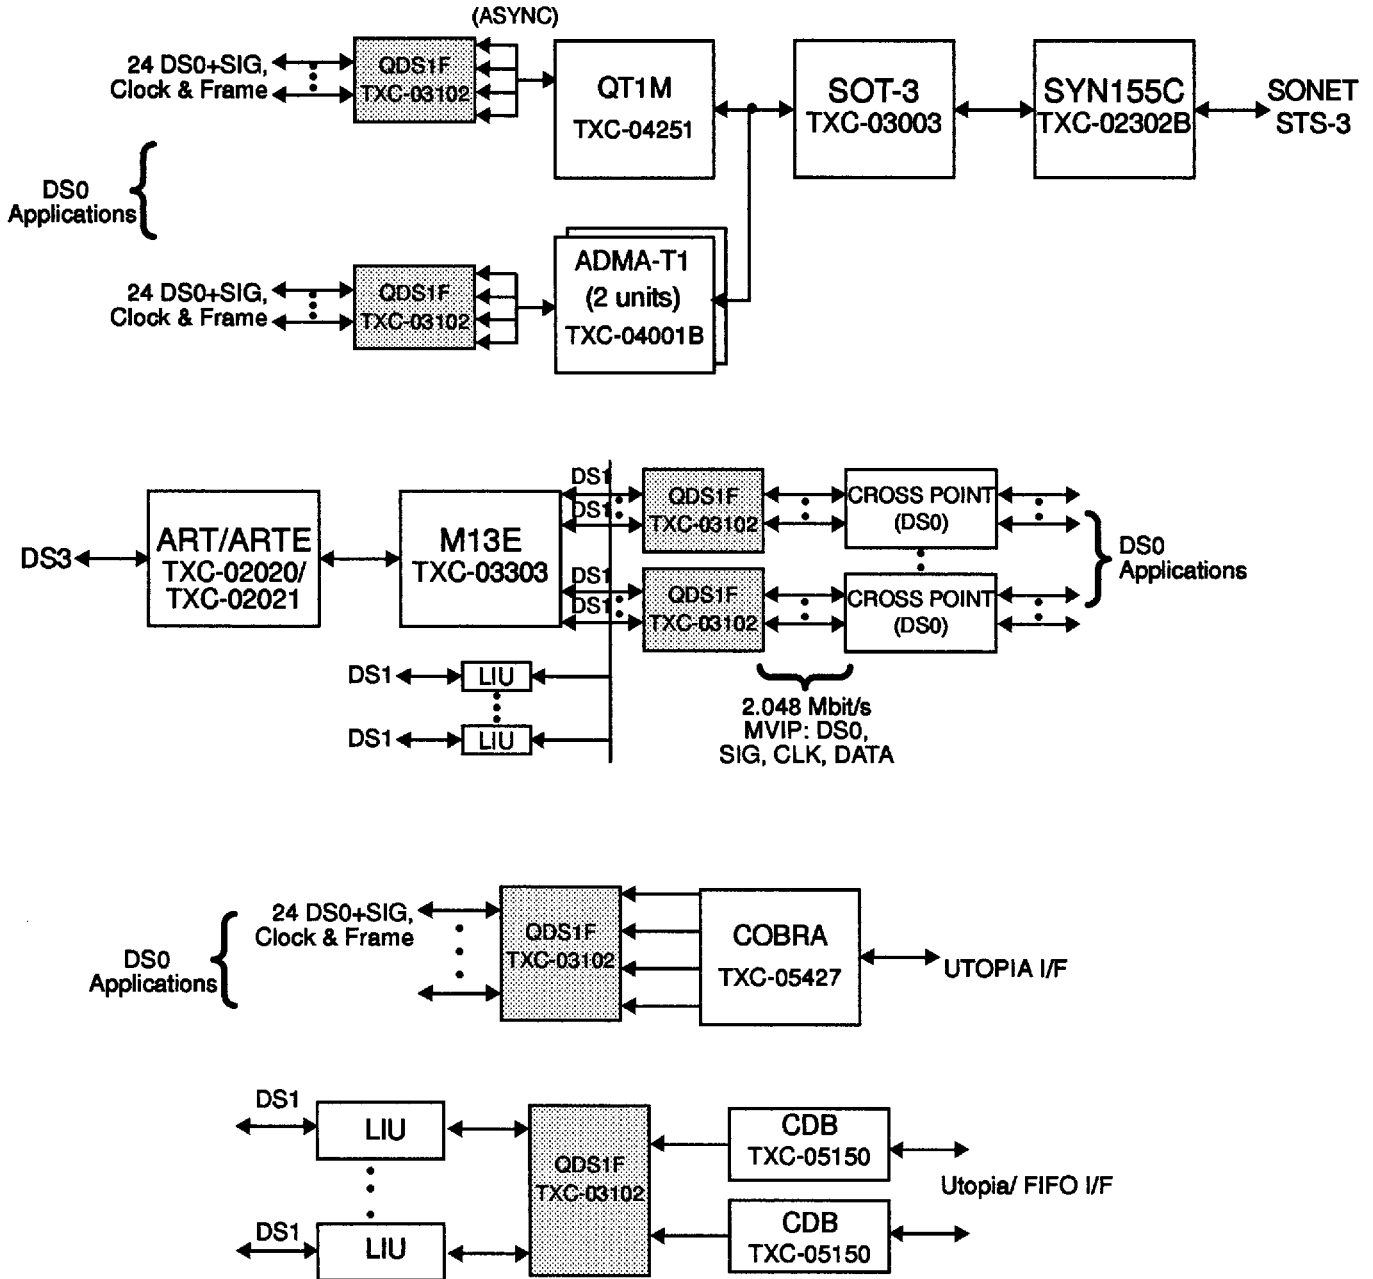 (ASYNC)
24 DS0+SIG,
Clock & Frame
QDS1F
TXC-03102
QT1M
TXC-04251
SOT-3
TXC-03003
SYN155C
TXC-02302B
SONET
STS-3
DS0
Applications
24 DS0+SIG,
Clock & Frame
QDS1F
TXC-03102
ADMA-T1
(2 units)
TXC-04001B
DS3
ART/ARTE
TXC-02020/
TXC-02021
M13E
TXC-03303
DS1
DS1
QDS1F
TXC-03102
CROSS POINT
(DS0)
DS1
DS1
QDS1F
TXC-03102
CROSS POINT
(DS0)
DS0
Applications
DS1
LIU
DS1
LIU
2.048 Mbit/s
MVIP: DS0,
SIG, CLK, DATA
DS0
Applications
24 DS0+SIG,
Clock & Frame
QDS1F
TXC-03102
COBRA
TXC-05427
UTOPIA I/F
DS1
LIU
DS1
LIU
QDS1F
TXC-03102
CDB
TXC-05150
CDB
TXC-05150
Utopia/ FIFO I/F